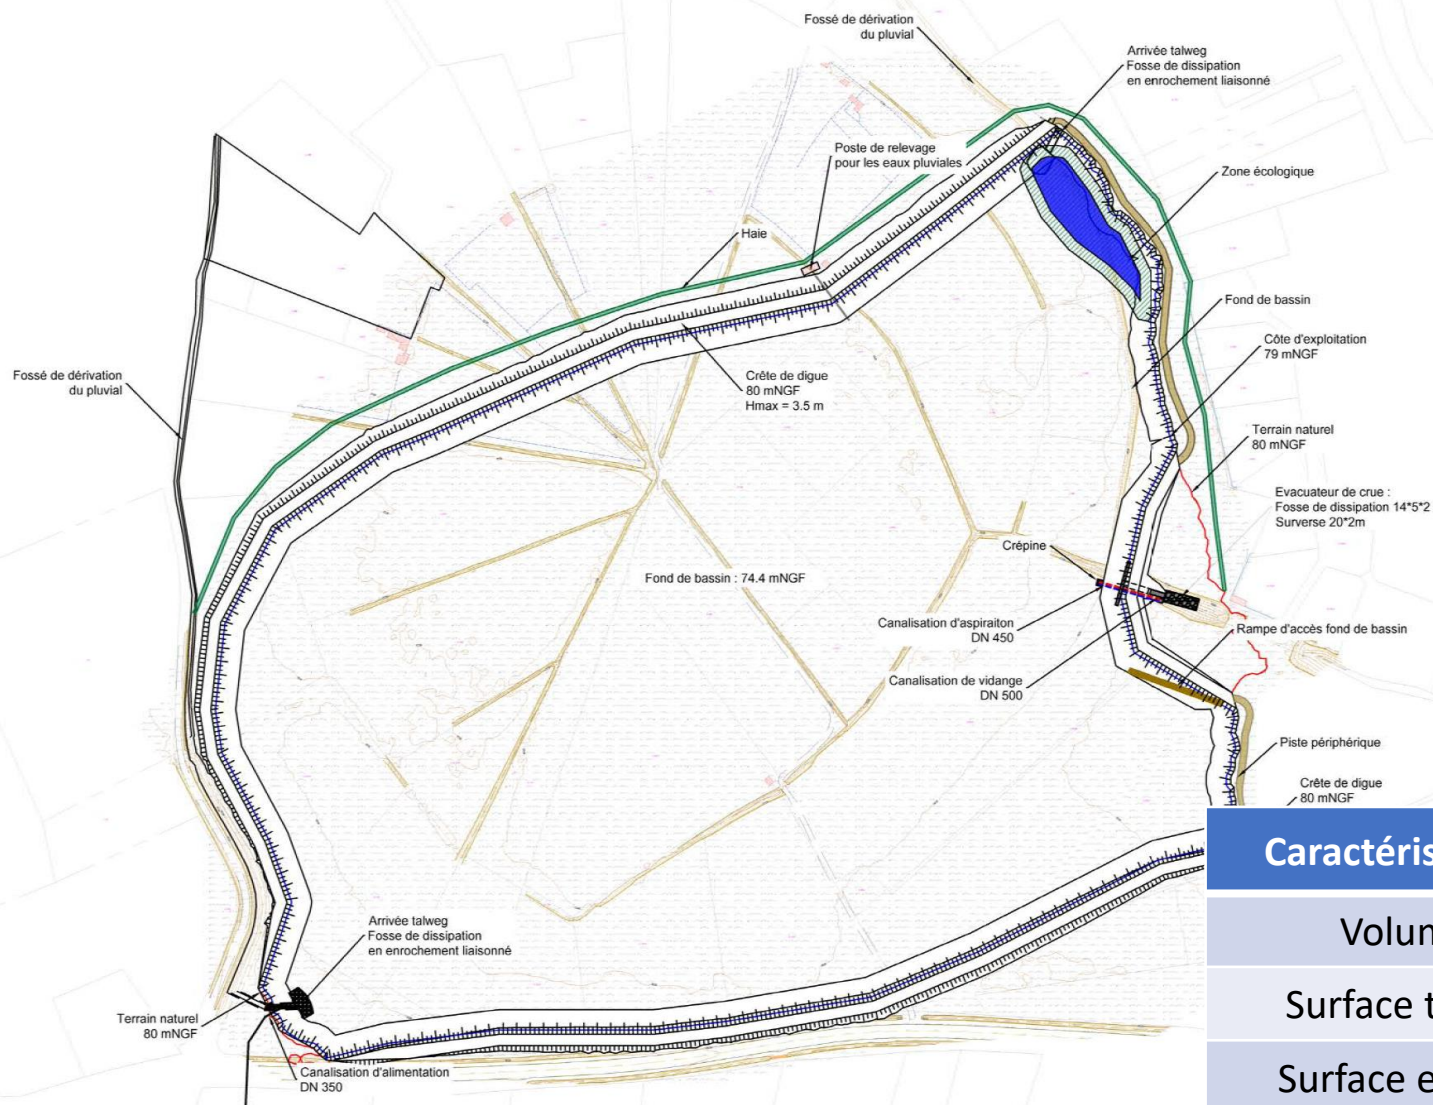 Fossé de dérivation
du pluvial
Arrivée talweg
Fosse de dissipation
en enrochement liaisonné
Poste de relevage
pour les eaux pluviales
Zone écologique
Haie
Fond de bassin
Côte d'exploitation
79 mNGF
Fossé de dérivation
du pluvial
Crête de digue
80 mNGF
Hmax = 3.5 m
Terrain naturel
80 mNGF
Evacuateur de crue :
Fosse de dissipation 14*5*2
Surverse 20*2m
Crépine
Fond de bassin : 74.4 mNGF
Canalisation d'aspiraiton
DN 450
Rampe d'accès fond de bassin
Canalisation de vidange
DN 500
Piste périphérique
Crête de digue
80 mNGF
Caractéris
Volum
Surface t
Surface e
Arrivée talweg
Fosse de dissipation
en enrochement liaisonné
Terrain naturel
80 mNGF
Canalisation d'alimentation
DN 350